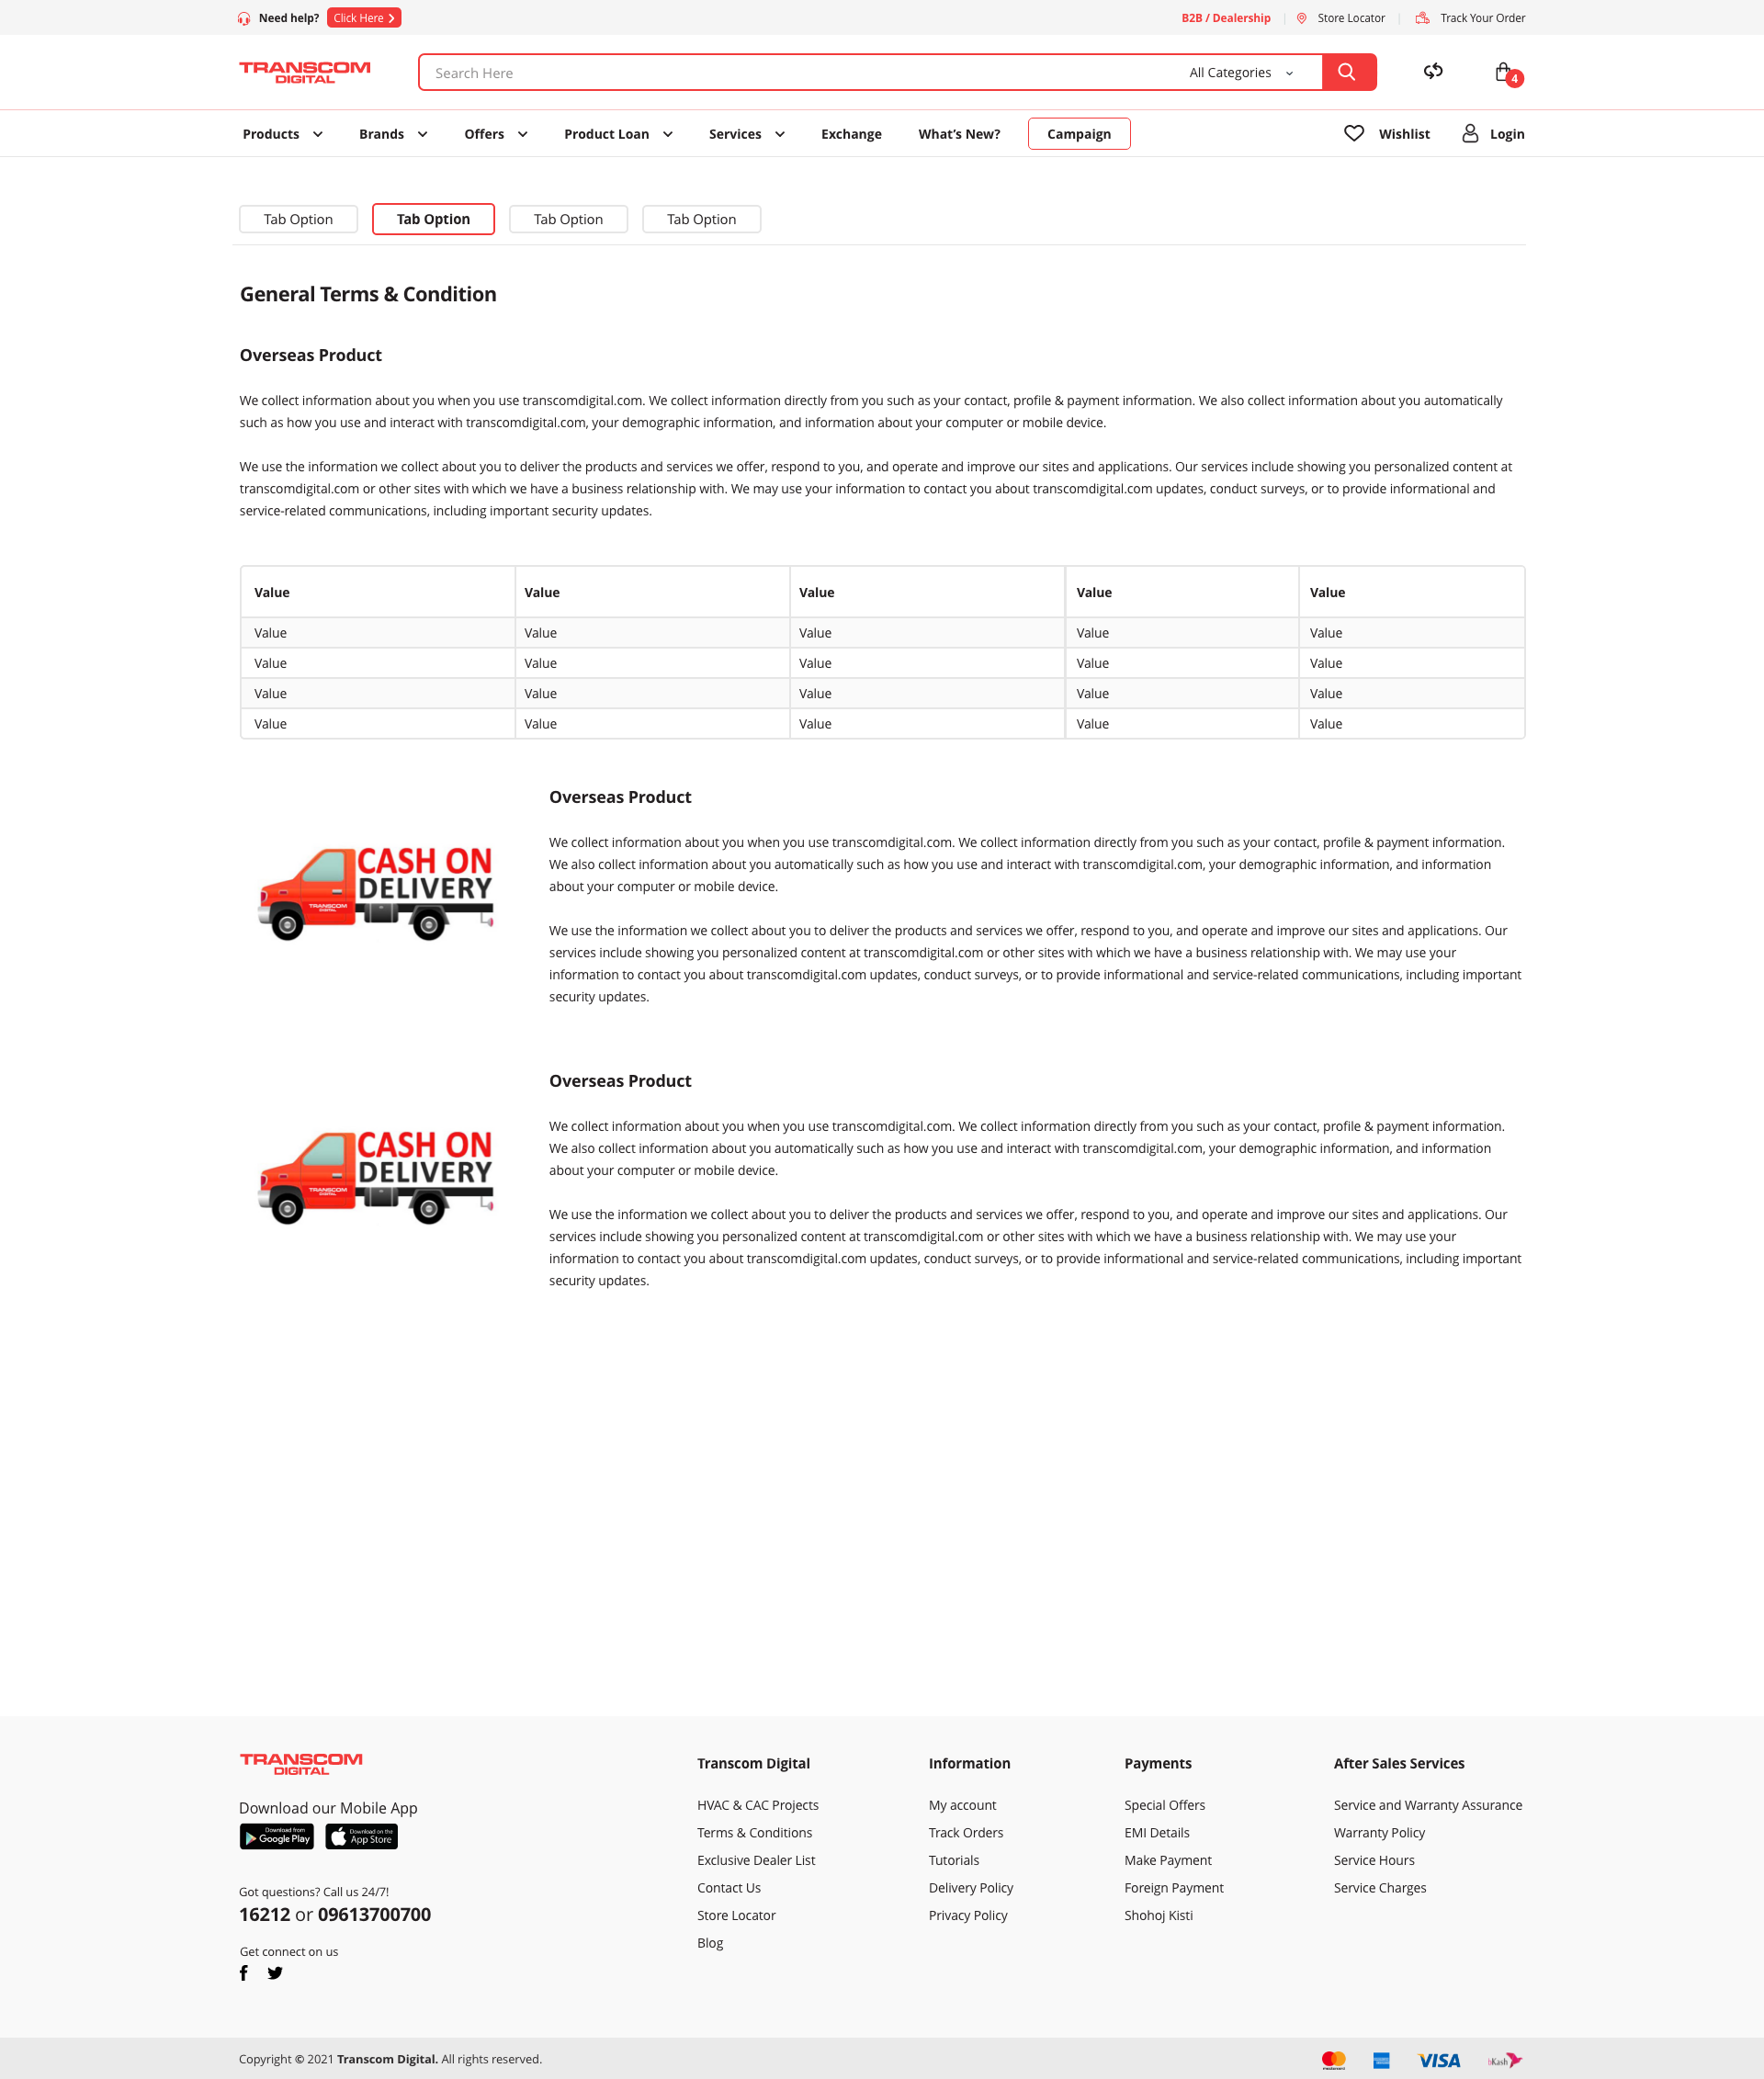 Need help? Click Here
B2B / Dealership | Store Locator | Track Your Order
TRANSCOM
DIGITAL
Search Here All Categories
4
Products Brands Offers Product Loan Services Exchange What’s New? Campaign Wishlist Login
Tab Option Tab Option Tab Option Tab Option
General Terms & Condition
Overseas Product
We collect information about you when you use transcomdigital.com. We collect information directly from you such as your contact, profile & payment information. We also collect information about you automatically
such as how you use and interact with transcomdigital.com, your demographic information, and information about your computer or mobile device.
We use the information we collect about you to deliver the products and services we offer, respond to you, and operate and improve our sites and applications. Our services include showing you personalized content at
transcomdigital.com or other sites with which we have a business relationship with. We may use your information to contact you about transcomdigital.com updates, conduct surveys, or to provide informational and
service-related communications, including important security updates.
Value Value Value Value Value
Value Value Value Value Value
Value Value Value Value Value
Value Value Value Value Value
Value Value Value Value Value
CASH ON
DELIVERY
TRANSCOM
DIGITAL
Overseas Product
We collect information about you when you use transcomdigital.com. We collect information directly from you such as your contact, profile & payment information.
We also collect information about you automatically such as how you use and interact with transcomdigital.com, your demographic information, and information
about your computer or mobile device.
We use the information we collect about you to deliver the products and services we offer, respond to you, and operate and improve our sites and applications. Our
services include showing you personalized content at transcomdigital.com or other sites with which we have a business relationship with. We may use your
information to contact you about transcomdigital.com updates, conduct surveys, or to provide informational and service-related communications, including important
security updates.
CASH ON
DELIVERY
TRANSCOM
DIGITAL
Overseas Product
We collect information about you when you use transcomdigital.com. We collect information directly from you such as your contact, profile & payment information.
We also collect information about you automatically such as how you use and interact with transcomdigital.com, your demographic information, and information
about your computer or mobile device.
We use the information we collect about you to deliver the products and services we offer, respond to you, and operate and improve our sites and applications. Our
services include showing you personalized content at transcomdigital.com or other sites with which we have a business relationship with. We may use your
information to contact you about transcomdigital.com updates, conduct surveys, or to provide informational and service-related communications, including important
security updates.
TRANSCOM
DIGITAL
Download our Mobile App
Download from
Google Play
Download on the
App Store
Got questions? Call us 24/7!
16212 or 09613700700
Get connect on us
Transcom Digital
HVAC & CAC Projects
Terms & Conditions
Exclusive Dealer List
Contact Us
Store Locator
Blog
Information
My account
Track Orders
Tutorials
Delivery Policy
Privacy Policy
Payments
Special Offers
EMI Details
Make Payment
Foreign Payment
Shohoj Kisti
After Sales Services
Service and Warranty Assurance
Warranty Policy
Service Hours
Service Charges
Copyright © 2021 Transcom Digital. All rights reserved.
VISA bKash